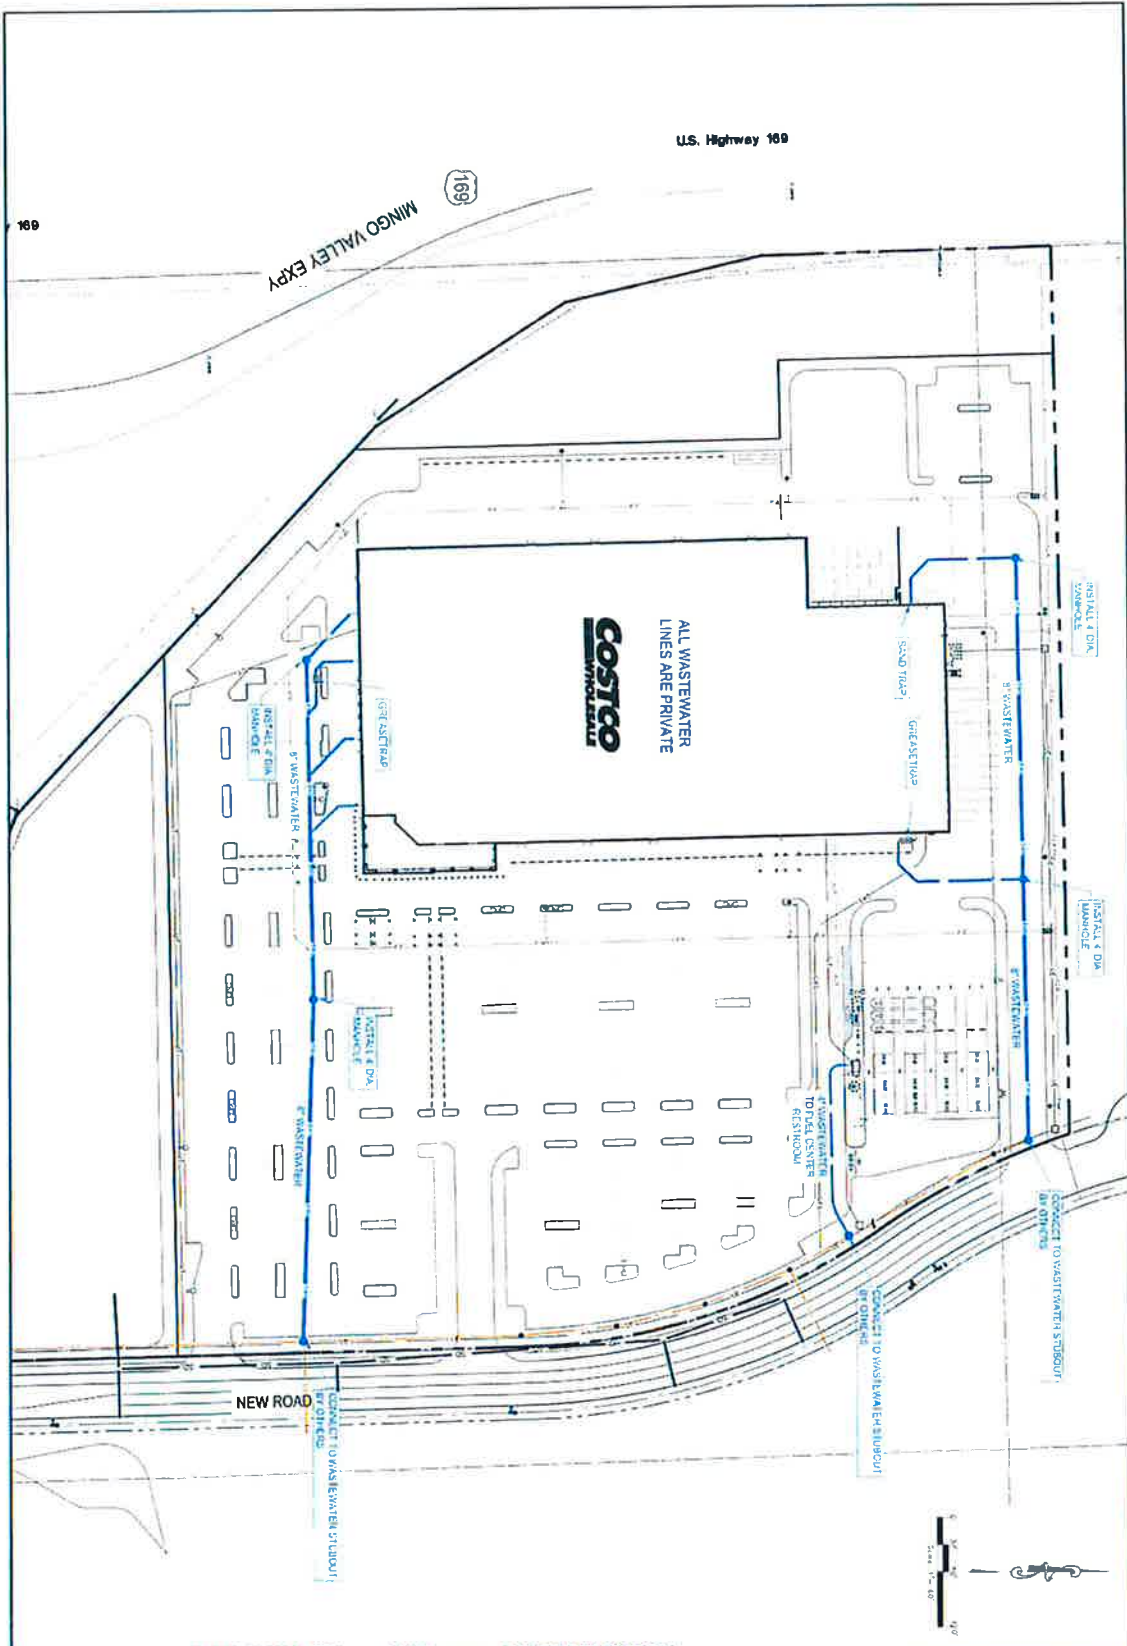 U.S. Highway 169
169
MINGO VALLEY EXPY
169
INSTALL 4' DIA.
MANHOLE
SAND TRAP
8" WASTEWATER
GREASETRAP
ALL WASTEWATER
LINES ARE PRIVATE
COSTCO
WHOLESALE
GREASETRAP
INSTALL 4' DIA.
MANHOLE
8" WASTEWATER
INSTALL 4' DIA.
MANHOLE
8" WASTEWATER
INSTALL 4' DIA.
MANHOLE
8" WASTEWATER
4" WASTEWATER
TO FUEL CENTER
RESTROOM
CONNECT TO WASTEWATER STUBOUT
BY OTHERS
CONNECT TO WASTEWATER STUBOUT
BY OTHERS
NEW ROAD
CONNECT TO WASTEWATER STUBOUT
BY OTHERS